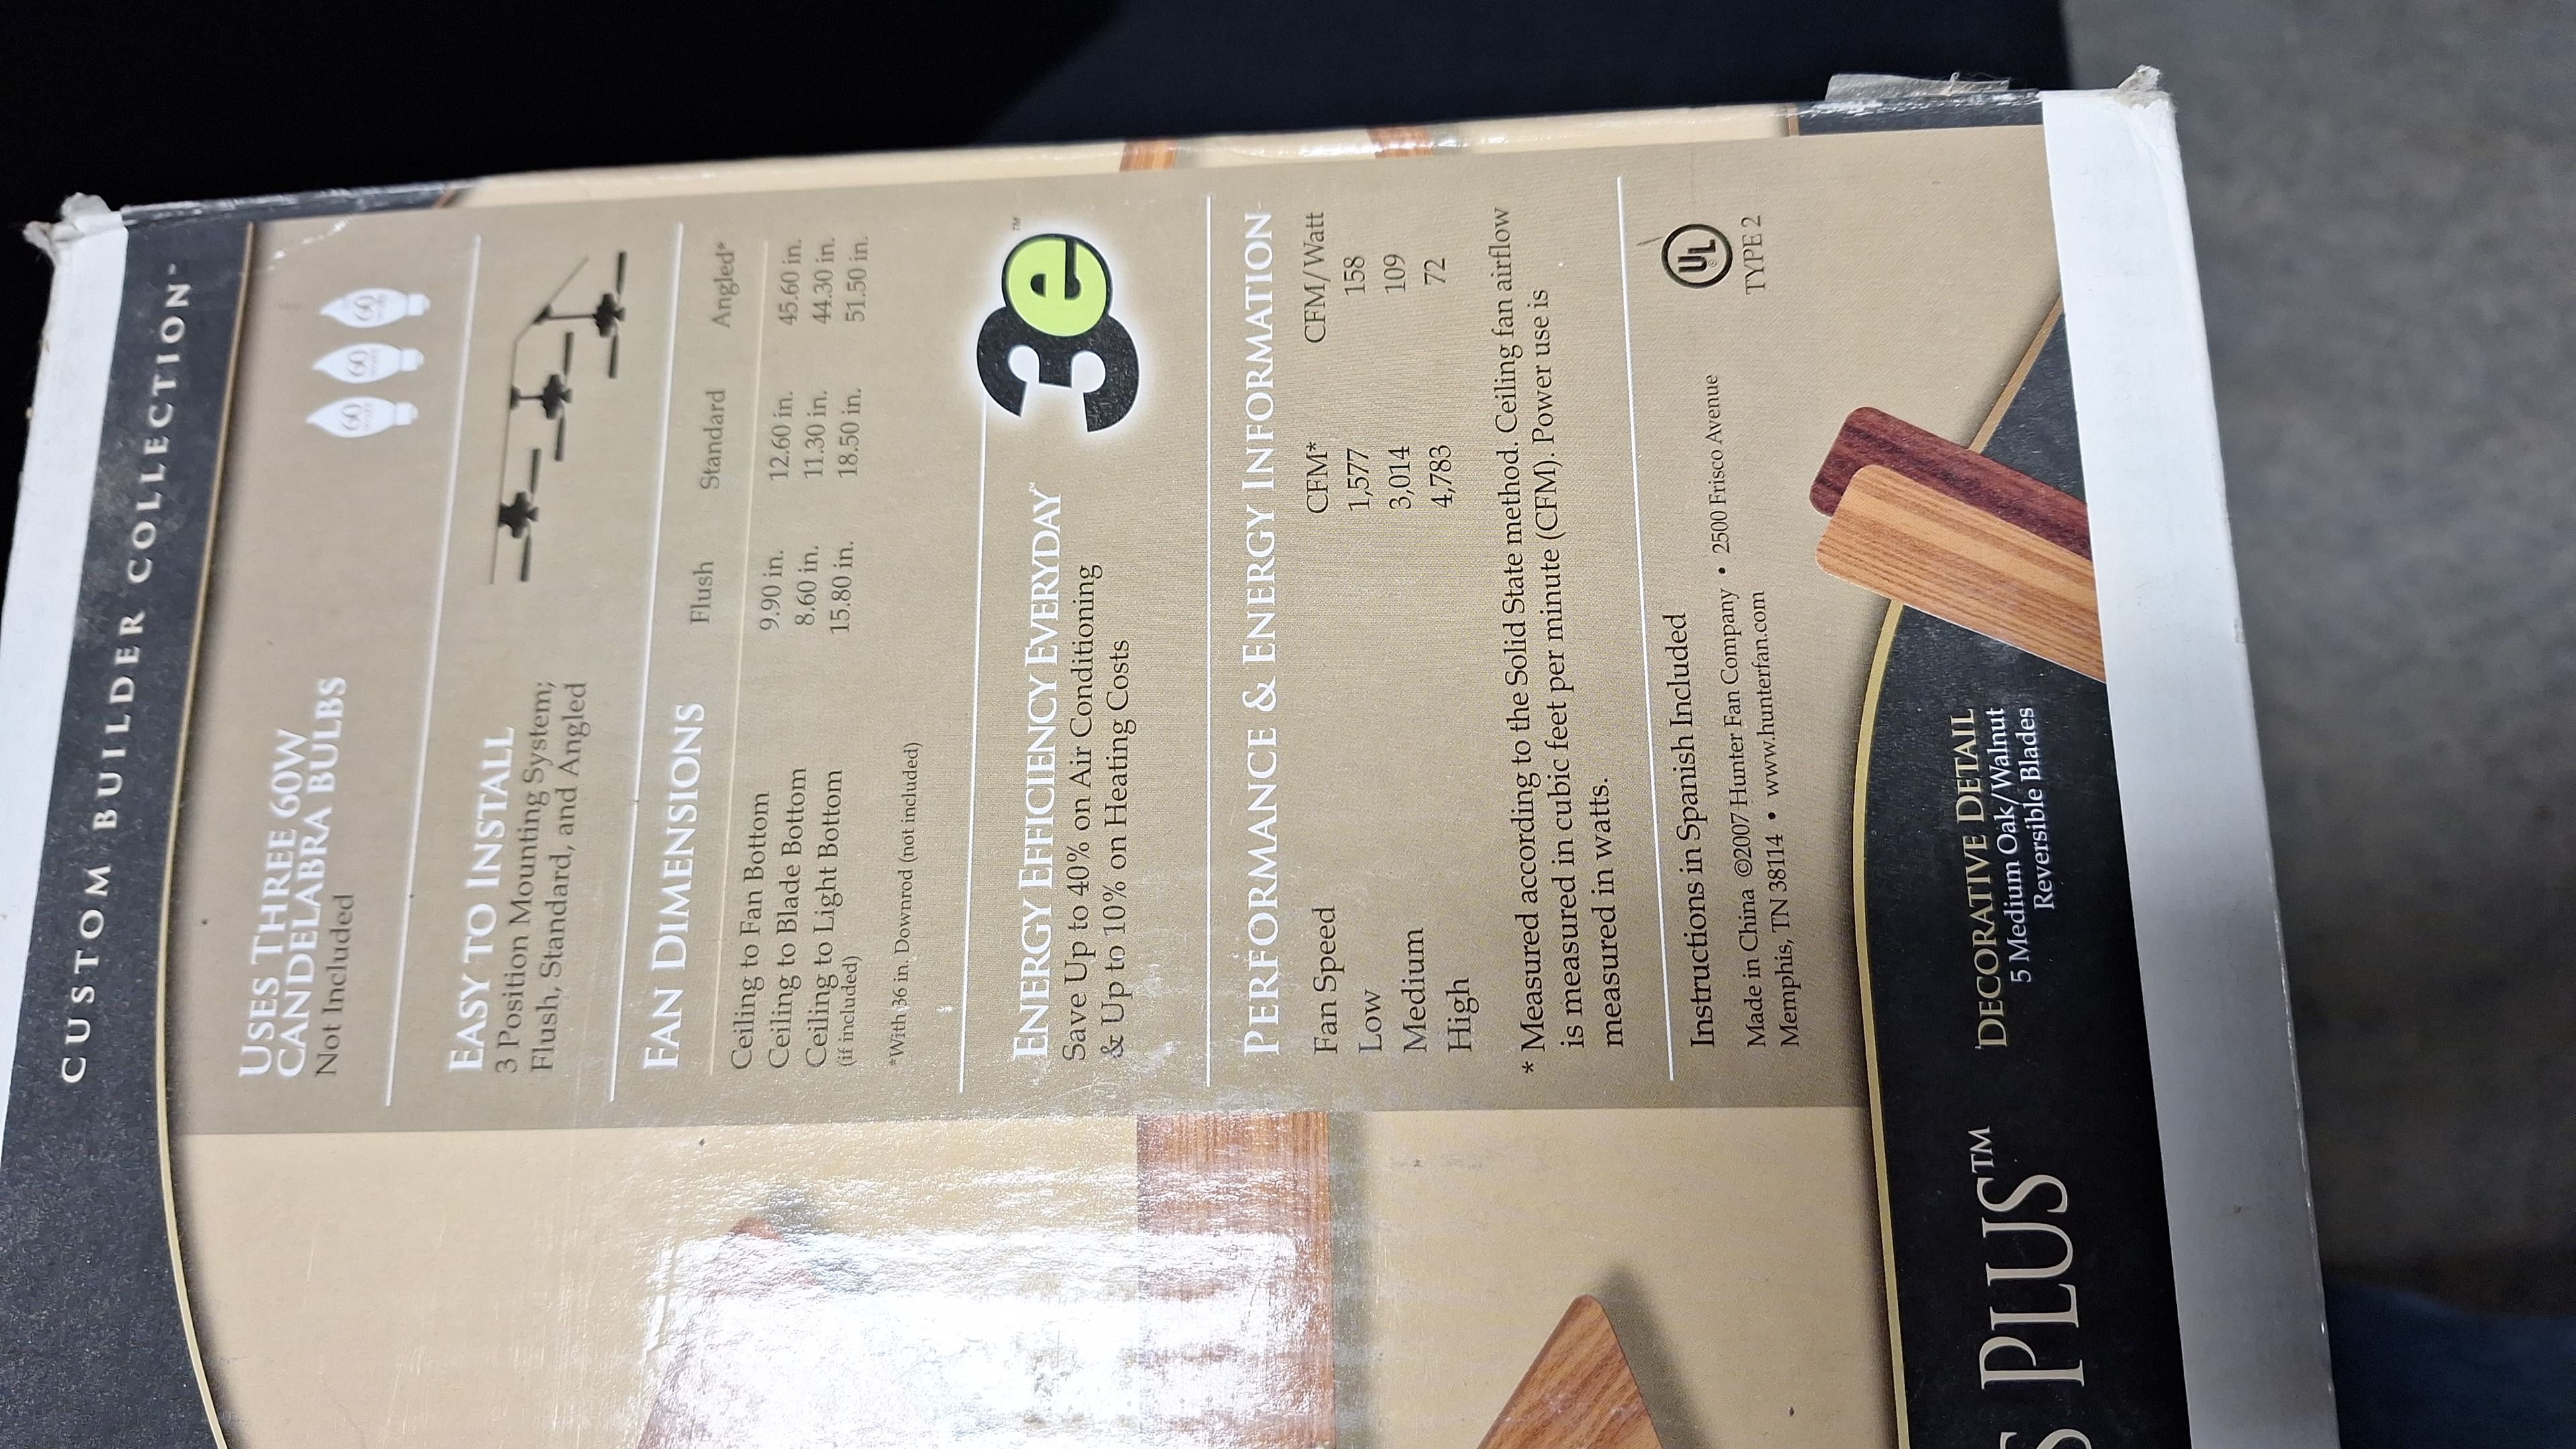 CUSTOM BUILDER COLLECTION
USES THREE 60W
CANDELABRA BULBS
Not Included
60
60
60
EASY TO INSTALL
3 Position Mounting System;
Flush, Standard, and Angled
FAN DIMENSIONS
Flush Standard Angled*
Ceiling to Fan Bottom 9.90 in. 12.60 in. 45.60 in.
Ceiling to Blade Bottom 8.60 in. 11.30 in. 44.30 in.
Ceiling to Light Bottom 15.80 in. 18.50 in. 51.50 in.
(if included)
*With 36 in. Downrod (not included)
ENERGY EFFICIENCY EVERYDAY™
Save Up to 40% on Air Conditioning
& Up to 10% on Heating Costs
3e™
PERFORMANCE & ENERGY INFORMATION
Fan Speed CFM* CFM/Watt
Low 1,577 158
Medium 3,014 109
High 4,783 72
* Measured according to the Solid State method. Ceiling fan airflow
is measured in cubic feet per minute (CFM). Power use is
measured in watts.
Instructions in Spanish Included
Made in China ©2007 Hunter Fan Company • 2500 Frisco Avenue
Memphis, TN 38114 • www.hunterfan.com
UL®
TYPE 2
S PLUS™
DECORATIVE DETAIL
5 Medium Oak/Walnut
Reversible Blades